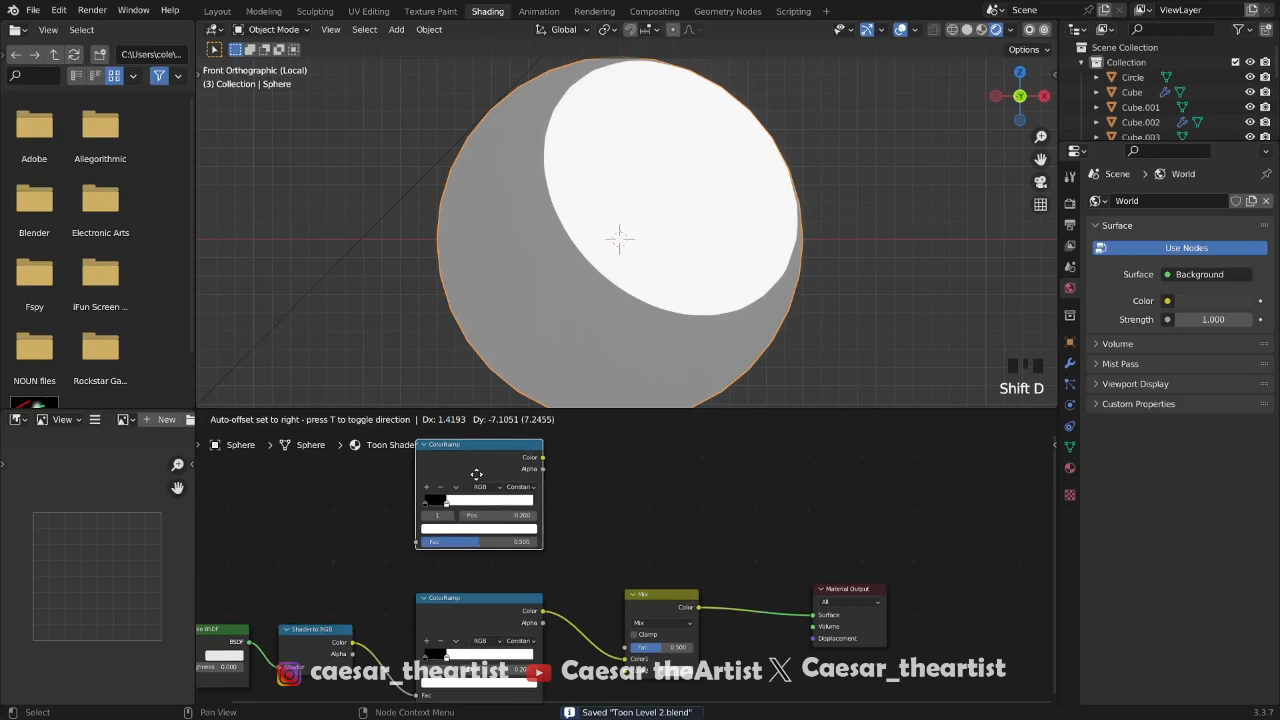 File Edit Render Window Help Layout Modeling Sculpting UV Editing Texture Paint Shading Animation Rendering Compositing Geometry Nodes Scripting Scene ViewLayer
View Select Object Mode View Select Add Object Global
C:\Users\cole\... Options
Front Orthographic (Local)
(3) Collection | Sphere
Scene Collection
Collection
Circle
Cube
Cube.001
Cube.002
Cube.003
X
-Y
Z
Adobe Allegorithmic
Blender Electronic Arts
Fspy iFun Screen ...
NOUN files Rockstar Ga...
Scene World
World
Surface
Use Nodes
Surface Background
Color
Strength 1.000
Volume
Mist Pass
Viewport Display
Custom Properties
Shift D
View New
Auto-offset set to right - press T to toggle direction | Dx: 1.4193 Dy: -7.1051 (7.2455)
Sphere Sphere Toon Shade
ColorRamp
Color
Alpha
RGB Constan
1 Pos 0.200
Fac 0.500
ColorRamp
Color
Alpha
RGB Constan
Fac
BSDF
BSDF
0.000
Shader to RGB
Color
Alpha
Mix
Color
Mix
Clamp
Fac 0.500
Color1
Material Output
All
Surface
Volume
Displacement
caesar_theartist Caesar theArtist Caesar_theartist
Select Pan View Node Context Menu Saved "Toon Level 2.blend" 3.3.7